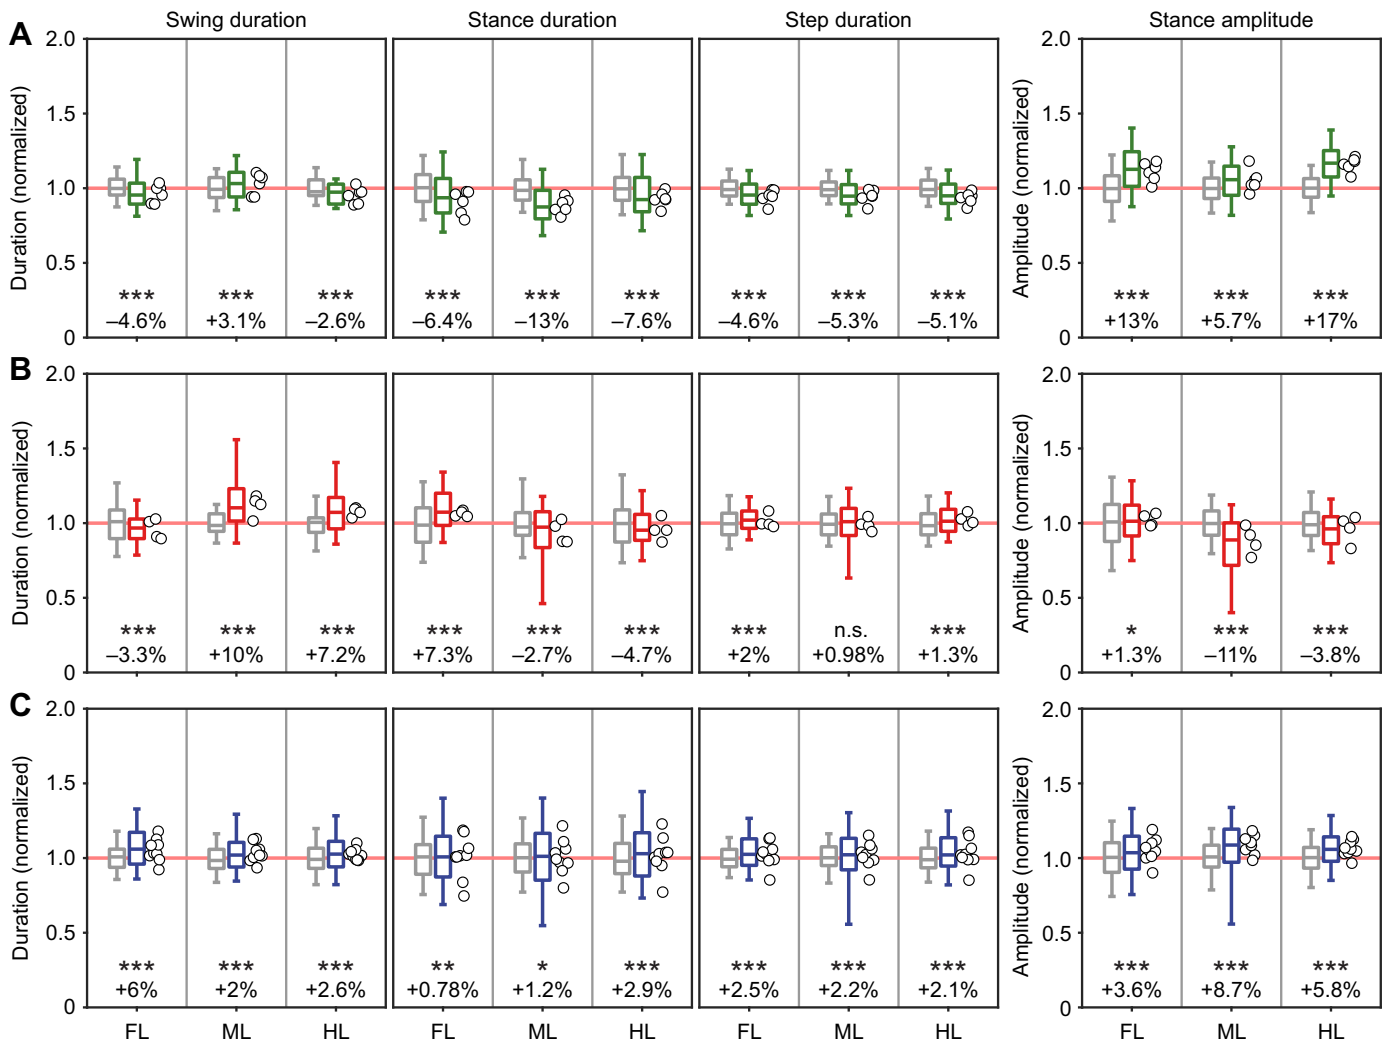 Swing duration Stance duration Step duration Stance amplitude
A
Duration (normalized)
2.0
1.5
1.0
0.5
0
*** *** *** *** *** *** *** *** ***
–4.6% +3.1% –2.6% –6.4% –13% –7.6% –4.6% –5.3% –5.1%
Amplitude (normalized)
2.0
1.5
1.0
0.5
0
*** *** ***
+13% +5.7% +17%
B
Duration (normalized)
2.0
1.5
1.0
0.5
0
*** *** *** *** *** *** *** n.s. ***
–3.3% +10% +7.2% +7.3% –2.7% –4.7% +2% +0.98% +1.3%
Amplitude (normalized)
2.0
1.5
1.0
0.5
0
* *** ***
+1.3% –11% –3.8%
C
Duration (normalized)
2.0
1.5
1.0
0.5
0
*** *** *** ** * *** *** *** ***
+6% +2% +2.6% +0.78% +1.2% +2.9% +2.5% +2.2% +2.1%
FL ML HL FL ML HL FL ML HL
Amplitude (normalized)
2.0
1.5
1.0
0.5
0
*** *** ***
+3.6% +8.7% +5.8%
FL ML HL